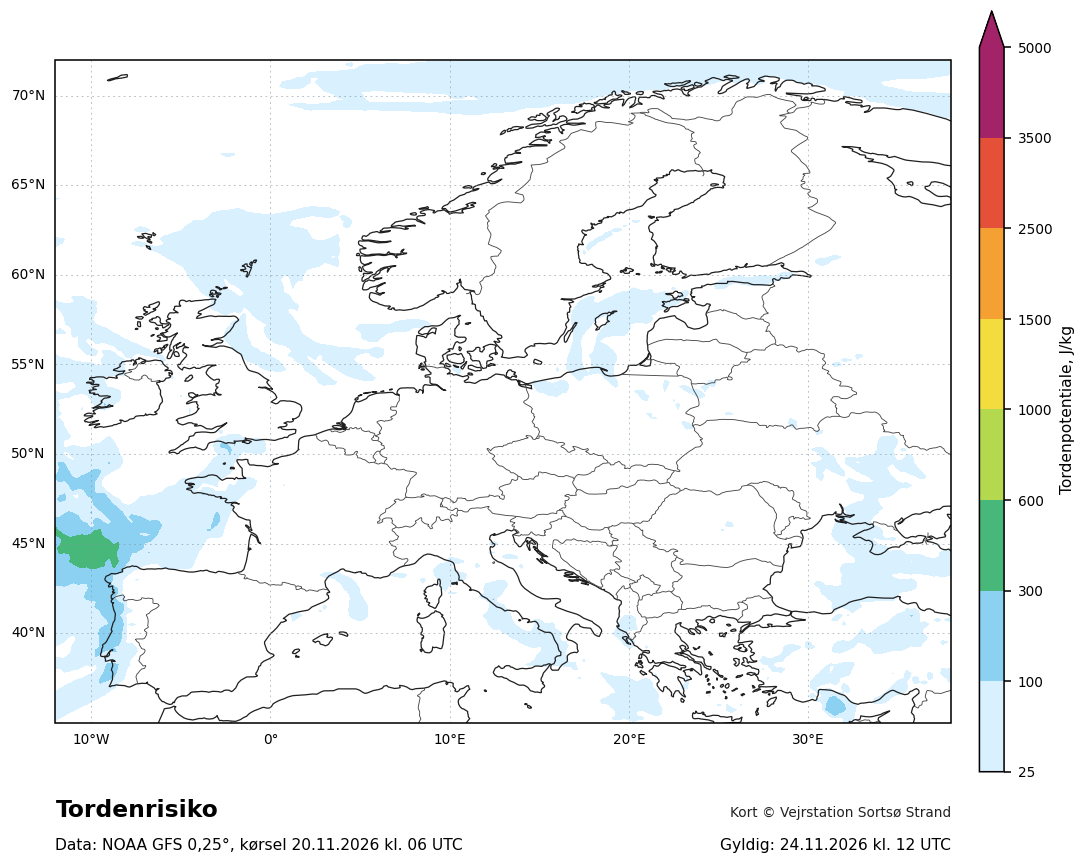 70°N
65°N
60°N
55°N
50°N
45°N
40°N
10°W
0°
10°E
20°E
30°E
5000
3500
2500
1500
1000
600
300
100
25
Tordenpotentiale, J/kg
Tordenrisiko
Kort © Vejrstation Sortsø Strand
Data: NOAA GFS 0,25°, kørsel 20.11.2026 kl. 06 UTC
Gyldig: 24.11.2026 kl. 12 UTC